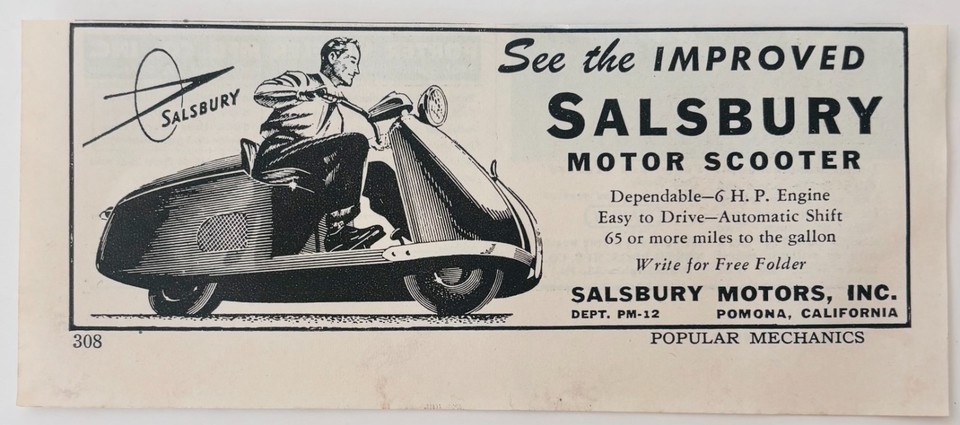 SALSBURY
See the IMPROVED
SALSBURY
MOTOR SCOOTER
Dependable—6 H. P. Engine
Easy to Drive—Automatic Shift
65 or more miles to the gallon
Write for Free Folder
SALSBURY MOTORS, INC.
DEPT. PM-12 POMONA, CALIFORNIA
308 POPULAR MECHANICS